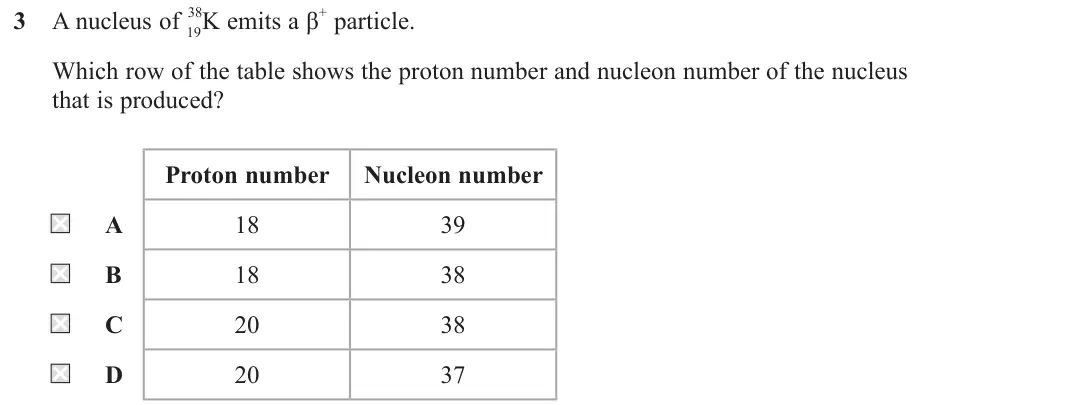 3 A nucleus of ³⁸₁₉K emits a β⁺ particle.
Which row of the table shows the proton number and nucleon number of the nucleus
that is produced?
Proton number Nucleon number
A 18 39
B 18 38
C 20 38
D 20 37